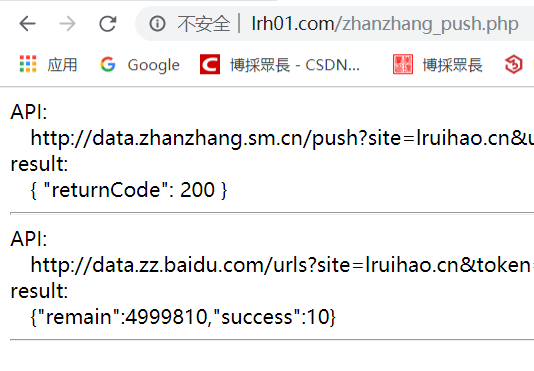 不安全 | lrh01.com/zhanzhang_push.php
应用 Google 博採眾長 - CSDN... 博採眾長
API:
http://data.zhanzhang.sm.cn/push?site=lruihao.cn&u
result:
{ "returnCode": 200 }
API:
http://data.zz.baidu.com/urls?site=lruihao.cn&token=
result:
{"remain":4999810,"success":10}